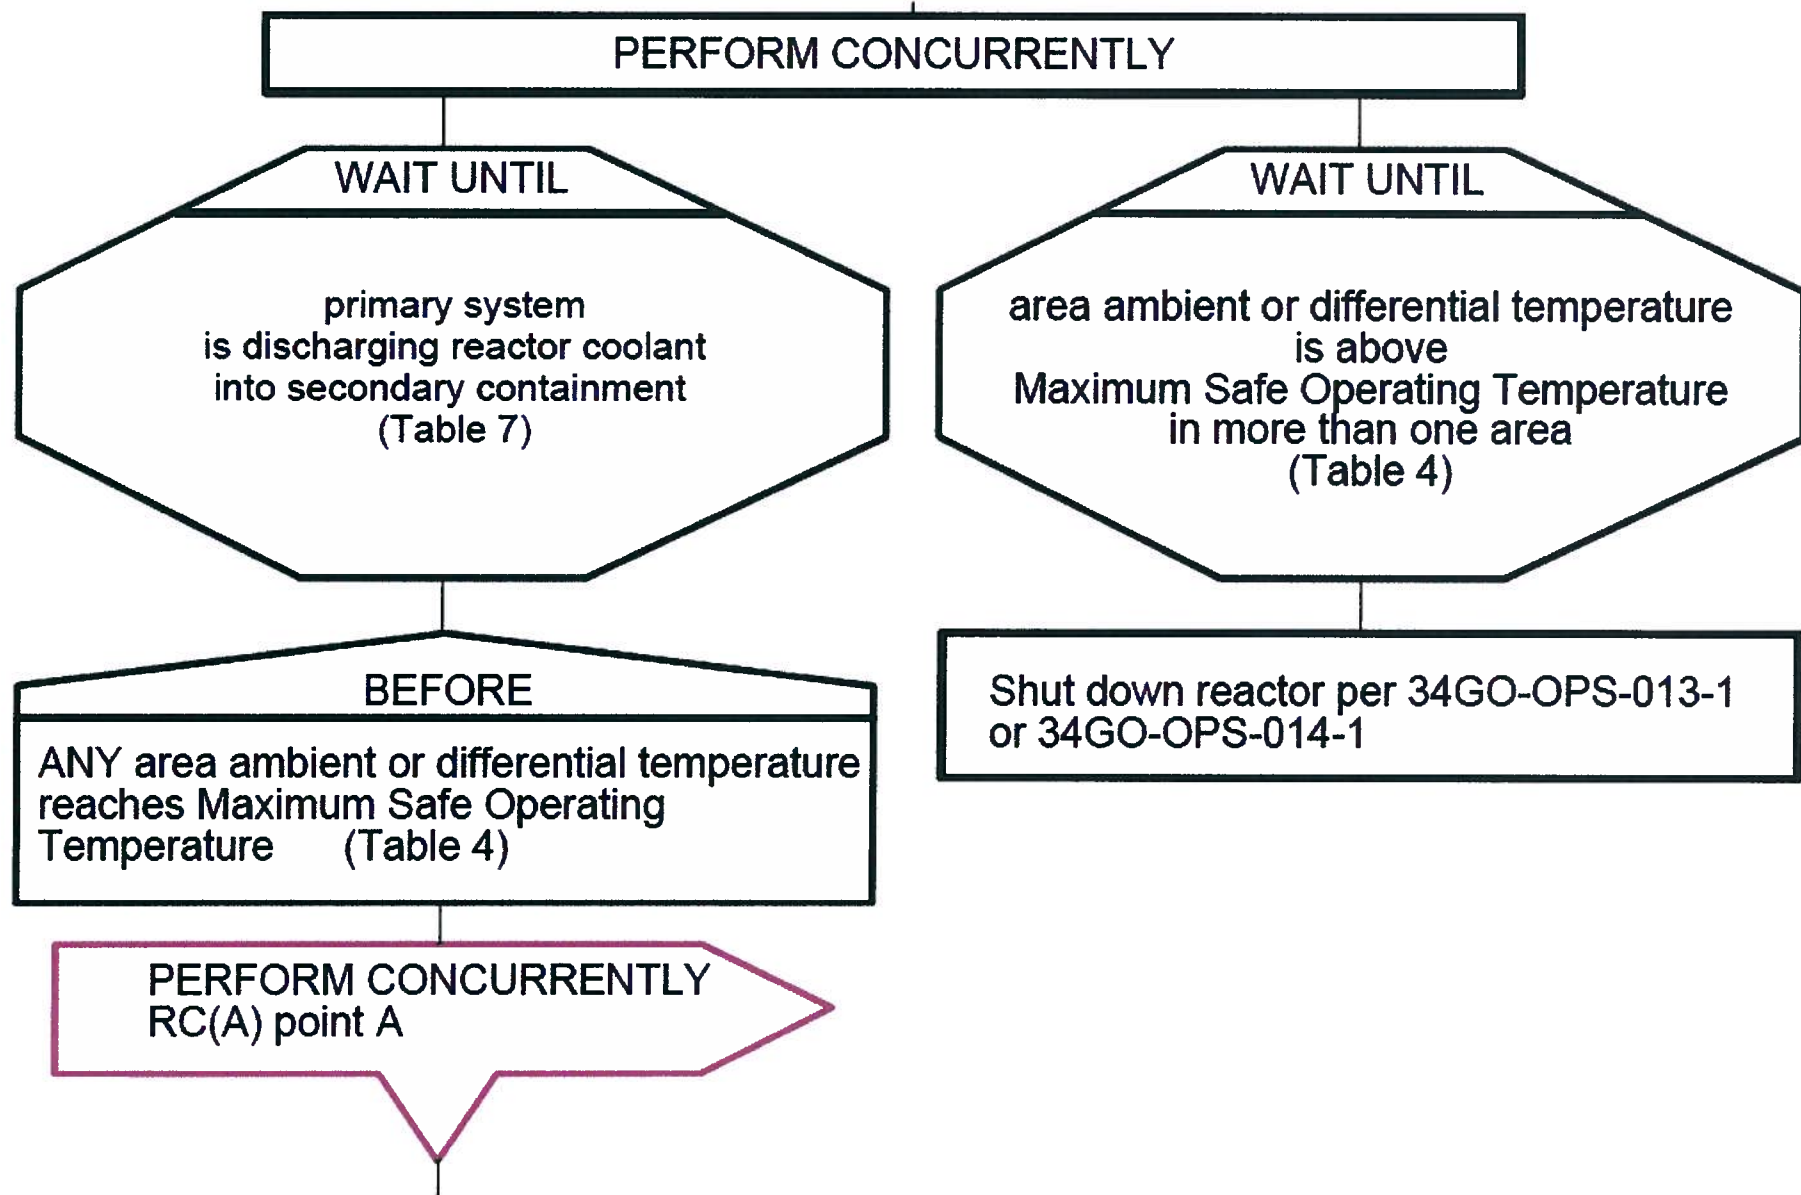 PERFORM CONCURRENTLY
WAIT UNTIL
primary system
is discharging reactor coolant
into secondary containment
(Table 7)
BEFORE
ANY area ambient or differential temperature
reaches Maximum Safe Operating
Temperature (Table 4)
PERFORM CONCURRENTLY
RC(A) point A
WAIT UNTIL
area ambient or differential temperature
is above
Maximum Safe Operating Temperature
in more than one area
(Table 4)
Shut down reactor per 34GO-OPS-013-1
or 34GO-OPS-014-1